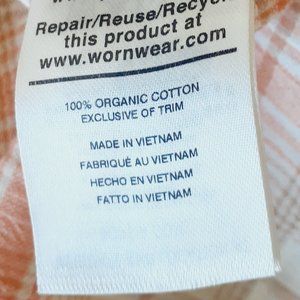 Repair/Reuse/Recycle
this product at
www.wornwear.com
100% ORGANIC COTTON
EXCLUSIVE OF TRIM
MADE IN VIETNAM
FABRIQUÉ AU VIETNAM
HECHO EN VIETNAM
FATTO IN VIETNAM